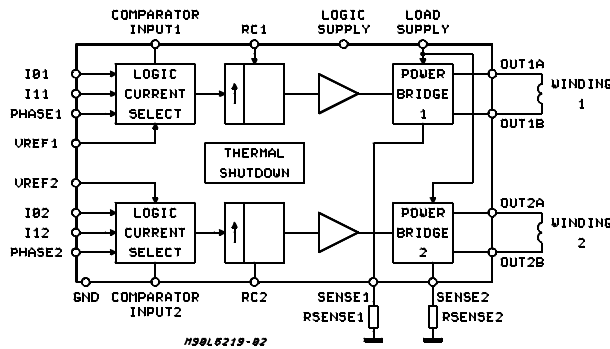 COMPARATOR INPUT1
RC1
LOGIC SUPPLY
LOAD SUPPLY
I01
I11
PHASE1
VREF1
LOGIC CURRENT SELECT
POWER BRIDGE 1
OUT1A
OUT1B
WINDING 1
THERMAL SHUTDOWN
VREF2
I02
I12
PHASE2
LOGIC CURRENT SELECT
POWER BRIDGE 2
OUT2A
OUT2B
WINDING 2
GND
COMPARATOR INPUT2
RC2
SENSE1
RSENSE1
SENSE2
RSENSE2
M90L6219-02